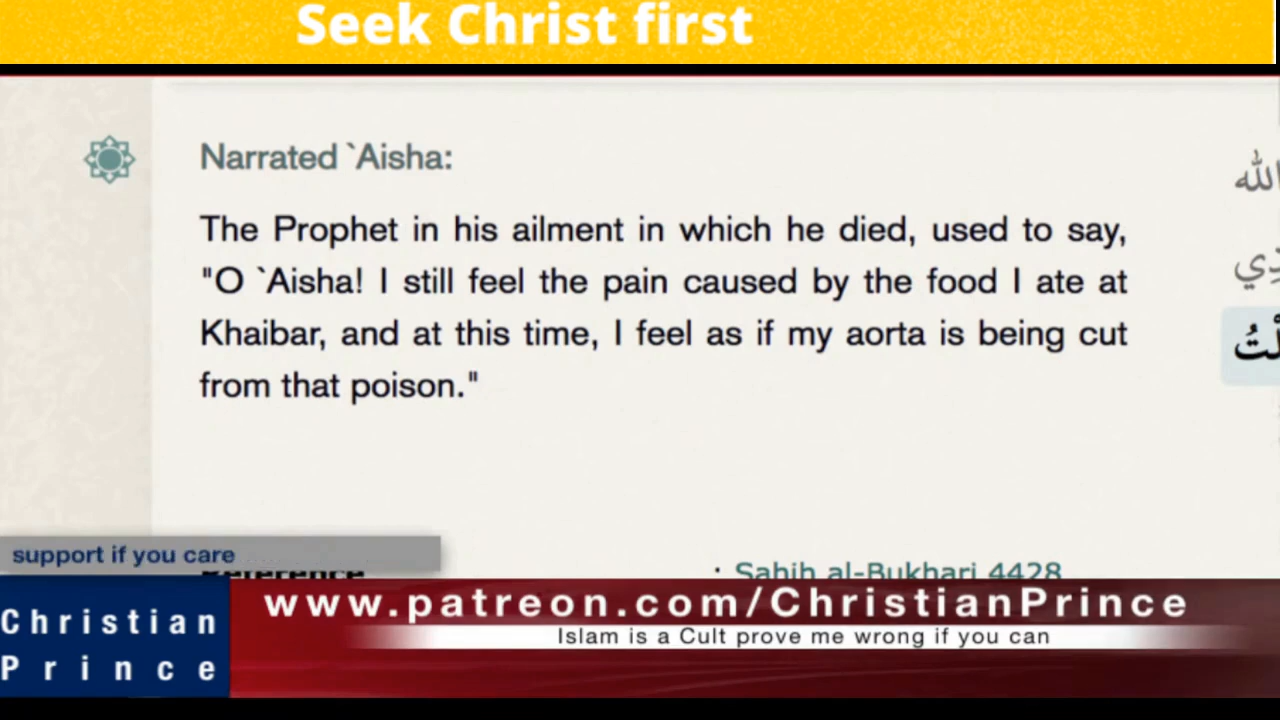 Seek Christ first
Narrated `Aisha:
The Prophet in his ailment in which he died, used to say,
"O `Aisha! I still feel the pain caused by the food I ate at
Khaibar, and at this time, I feel as if my aorta is being cut
from that poison."
الله
support if you care
Reference : Sahih al-Bukhari 4428
Christian
Prince
www.patreon.com/ChristianPrince
Islam is a Cult prove me wrong if you can